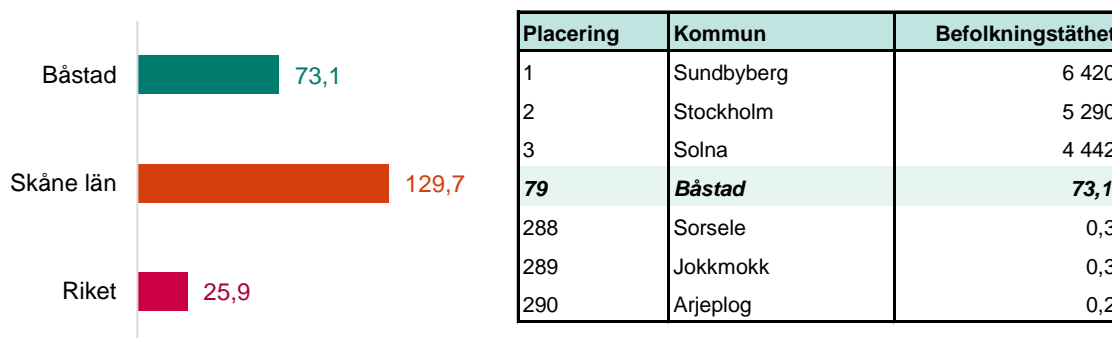 Båstad 73,1
Skåne län 129,7
Riket 25,9
Placering Kommun Befolkningstäthet
1 Sundbyberg 6 420
2 Stockholm 5 290
3 Solna 4 442
79 Båstad 73,1
288 Sorsele 0,3
289 Jokkmokk 0,3
290 Arjeplog 0,2